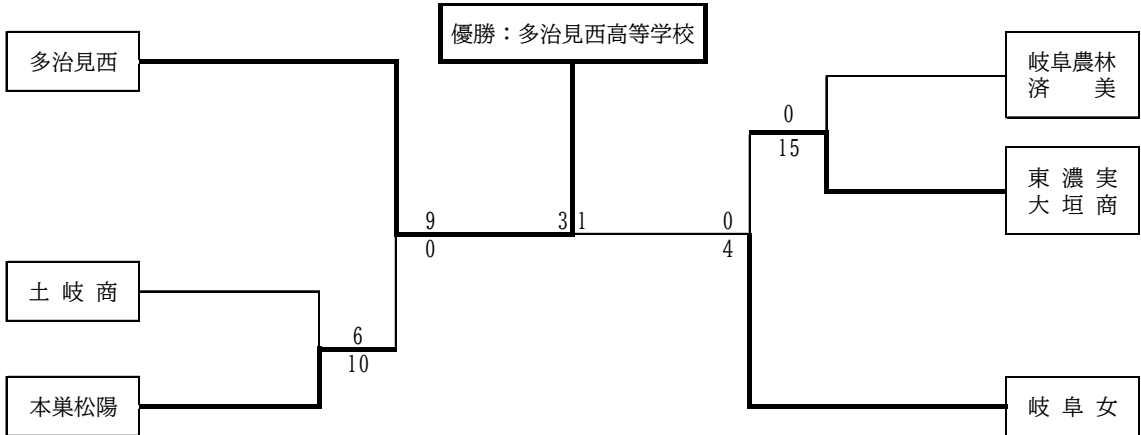 優勝：多治見西高等学校
多治見西
岐阜農林
済　　美
0
15
東 濃 実
大 垣 商
9
0
3 1
0
4
土 岐 商
6
10
本巣松陽
岐 阜 女